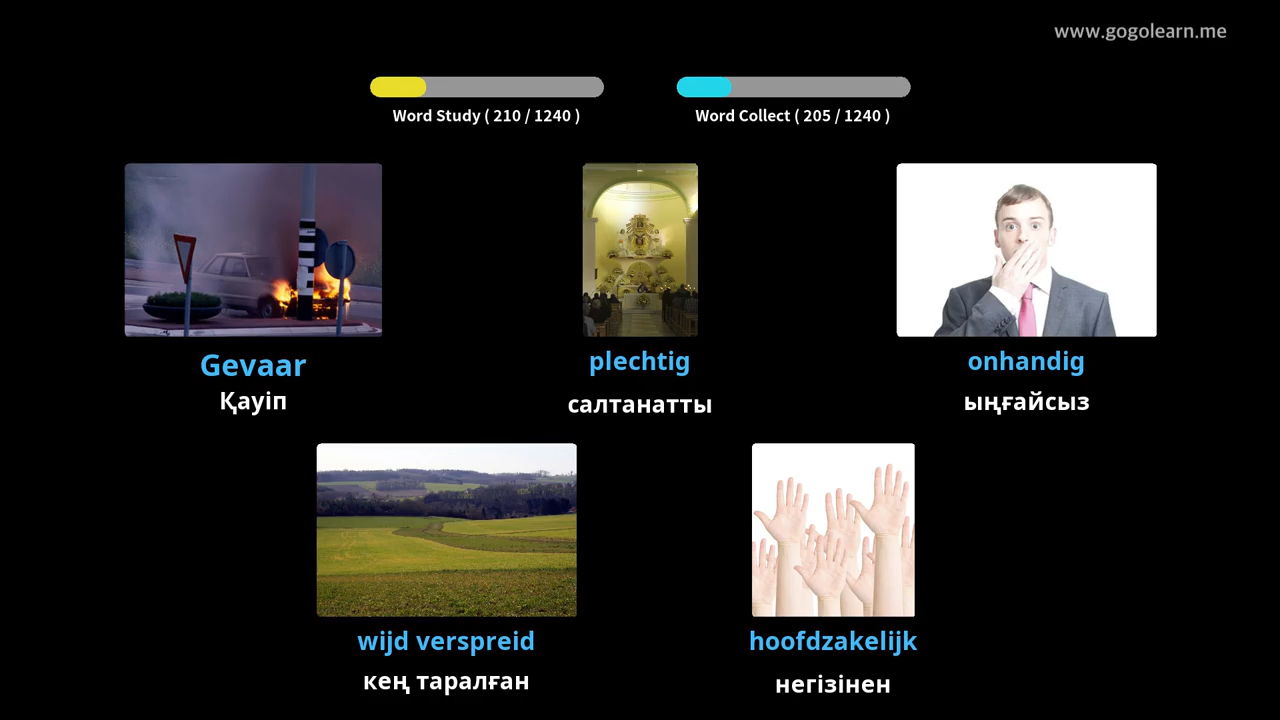 www.gogolearn.me
Word Study ( 210 / 1240 )
Word Collect ( 205 / 1240 )
Gevaar
Қауіп
plechtig
салтанатты
onhandig
ыңғайсыз
wijd verspreid
кең таралған
hoofdzakelijk
негізінен